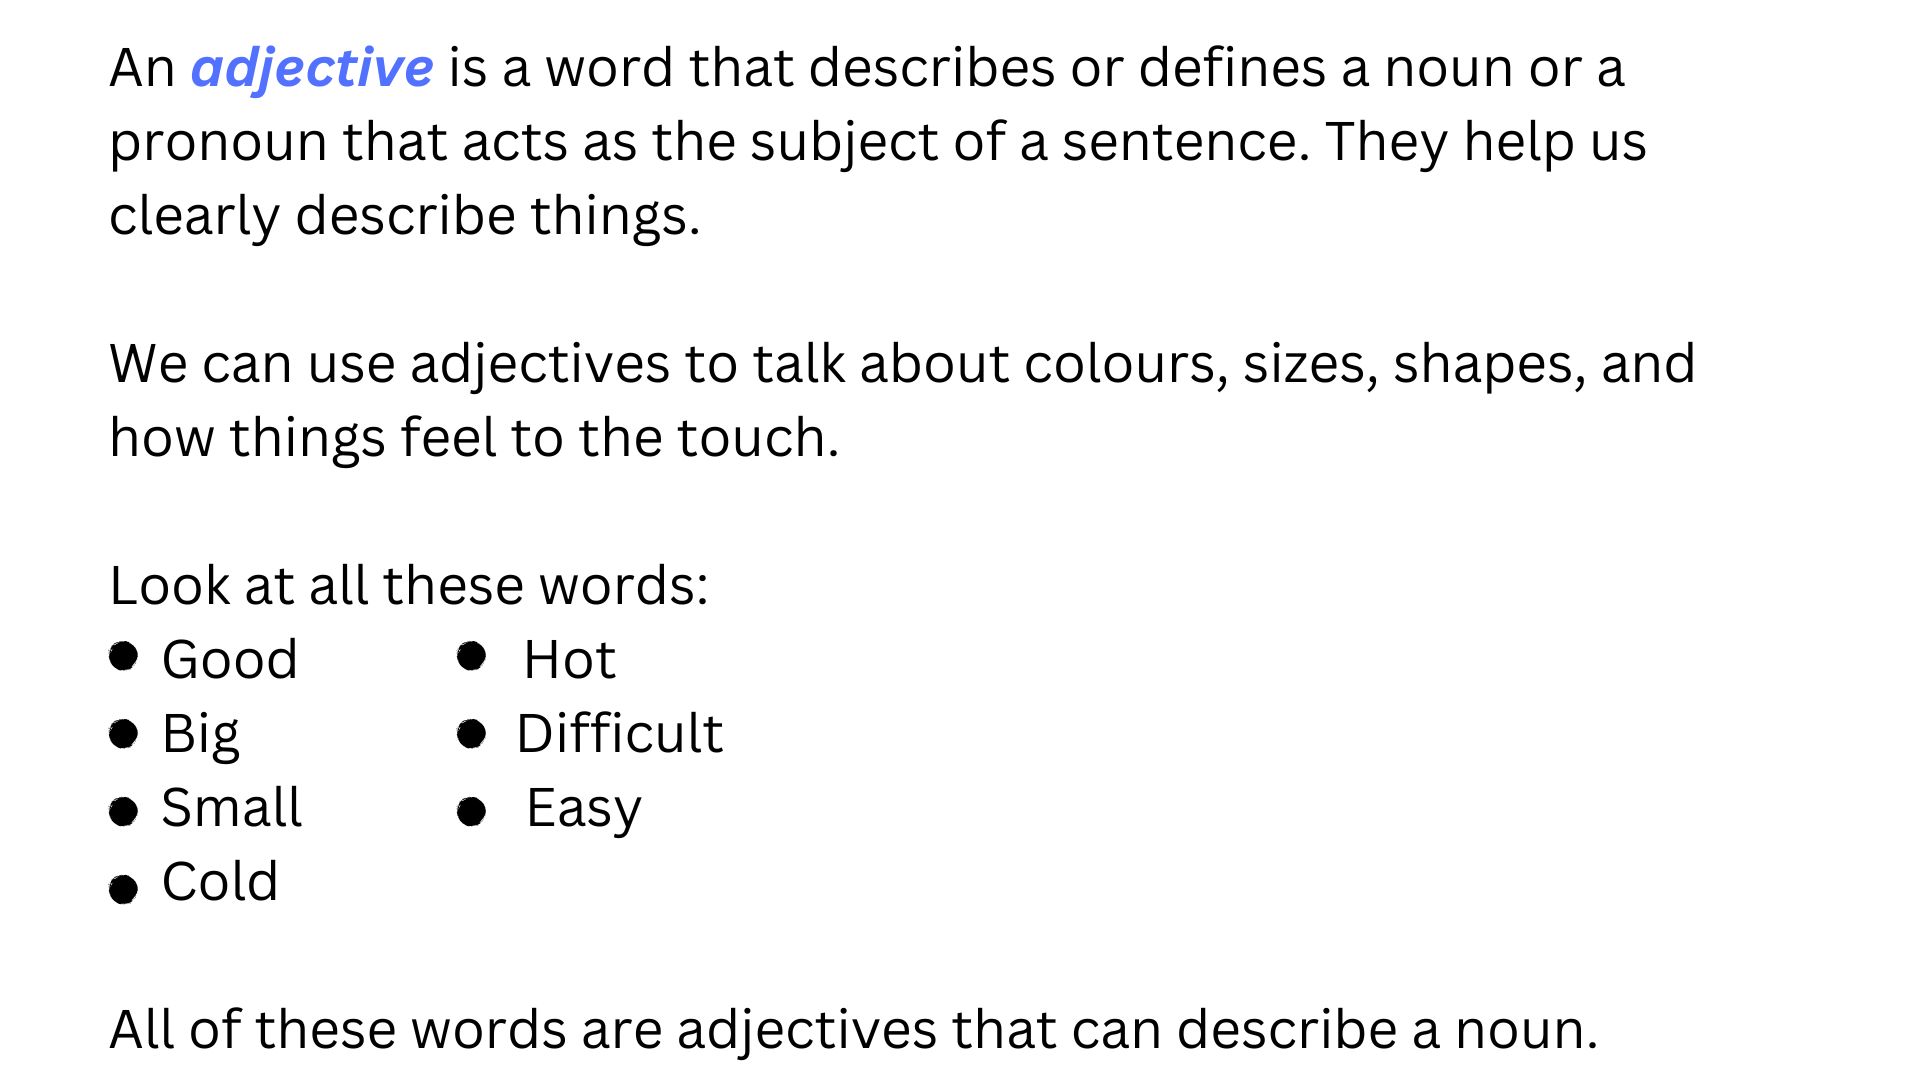 An adjective is a word that describes or defines a noun or a
pronoun that acts as the subject of a sentence. They help us
clearly describe things.
We can use adjectives to talk about colours, sizes, shapes, and
how things feel to the touch.
Look at all these words:
● Good
● Big
● Small
● Cold
● Hot
● Difficult
● Easy
All of these words are adjectives that can describe a noun.